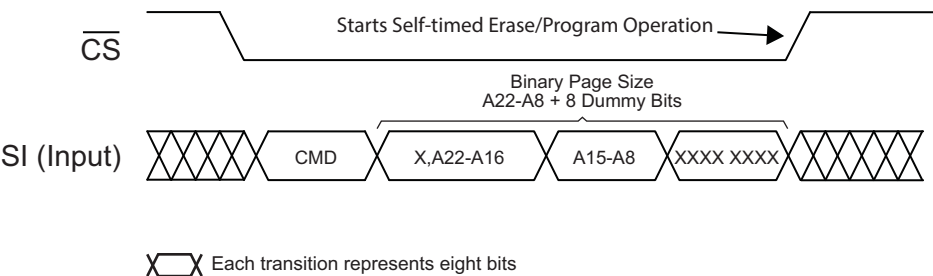 Starts Self-timed Erase/Program Operation
C̅S̅
Binary Page Size
A22-A8 + 8 Dummy Bits
SI (Input)
CMD
X,A22-A16
A15-A8
XXXX XXXX
Each transition represents eight bits